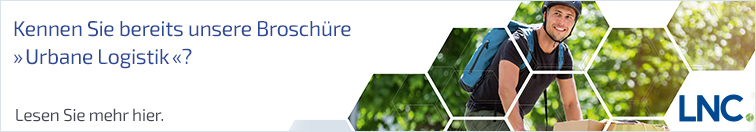 Kennen Sie bereits unsere Broschüre
»Urbane Logistik«?
Lesen Sie mehr hier.
LNC